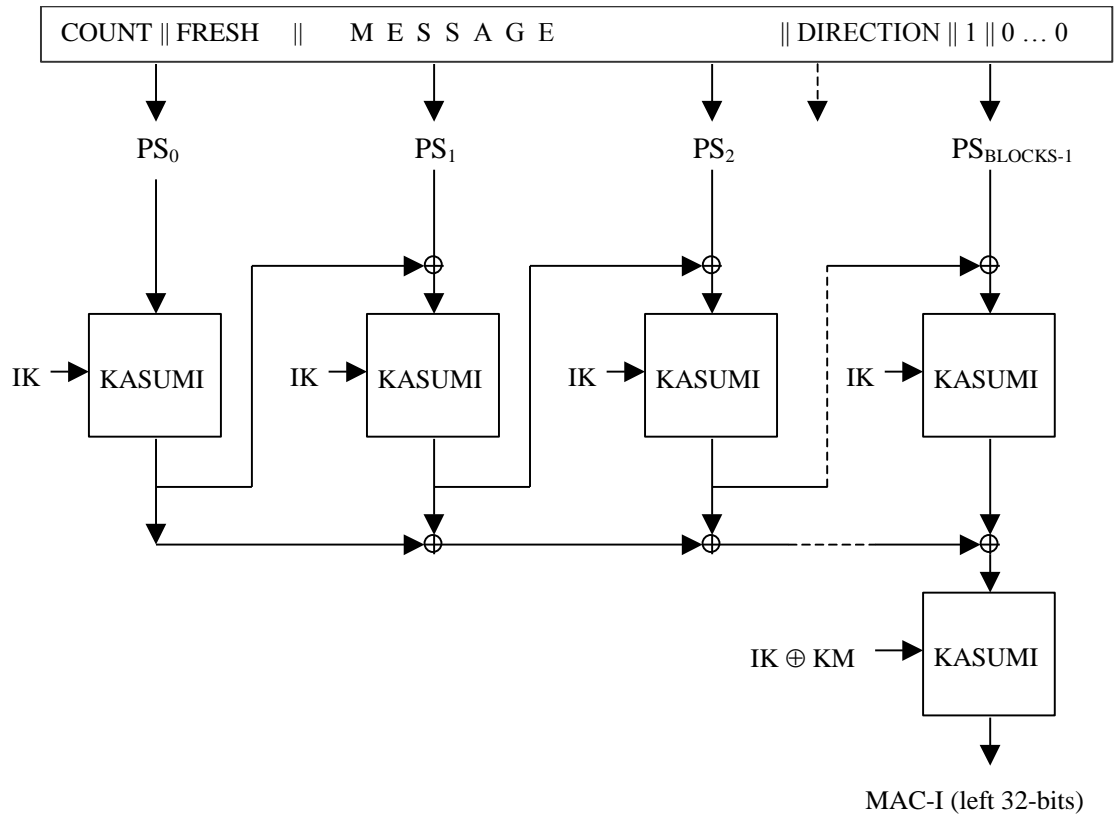 COUNT || FRESH || M E S S A G E || DIRECTION || 1 || 0 … 0
PS0 PS1 PS2 PSBLOCKS-1
IK KASUMI IK KASUMI IK KASUMI IK KASUMI
IK ⊕ KM KASUMI
MAC-I (left 32-bits)